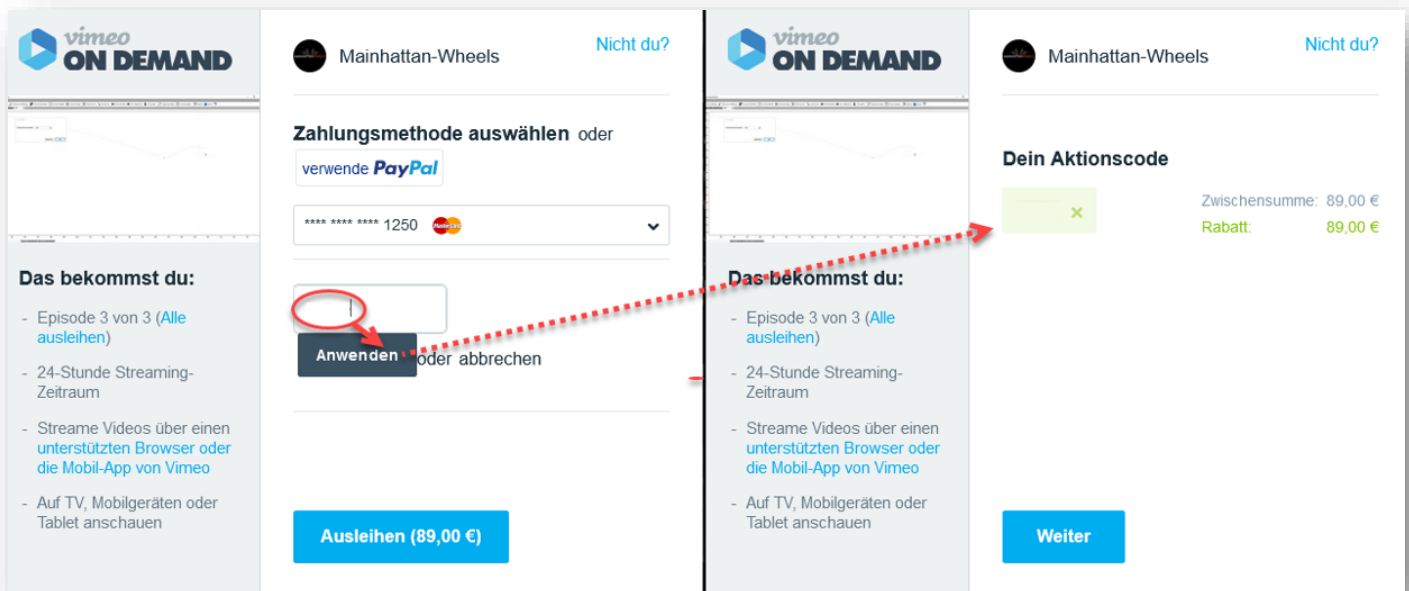 vimeo
ON DEMAND
Mainhattan-Wheels
Nicht du?
Zahlungsmethode auswählen oder
verwende PayPal
**** **** **** 1250 MasterCard
Das bekommst du:
- Episode 3 von 3 (Alle
ausleihen)
- 24-Stunde Streaming-
Zeitraum
- Streame Videos über einen
unterstützten Browser oder
die Mobil-App von Vimeo
- Auf TV, Mobilgeräten oder
Tablet anschauen
Anwenden oder abbrechen
Ausleihen (89,00 €)
vimeo
ON DEMAND
Mainhattan-Wheels
Nicht du?
Dein Aktionscode
×
Zwischensumme: 89,00 €
Rabatt: 89,00 €
Das bekommst du:
- Episode 3 von 3 (Alle
ausleihen)
- 24-Stunde Streaming-
Zeitraum
- Streame Videos über einen
unterstützten Browser oder
die Mobil-App von Vimeo
- Auf TV, Mobilgeräten oder
Tablet anschauen
Weiter